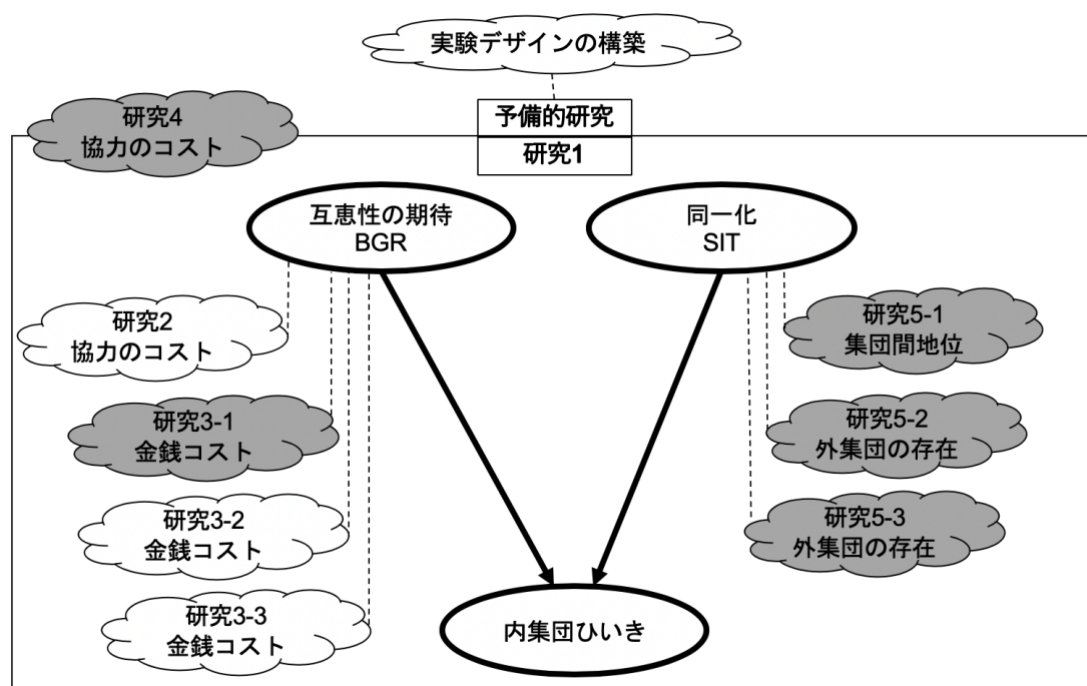 実験デザインの構築
予備的研究
研究1
研究4
協力のコスト
互恵性の期待
BGR
同一化
SIT
研究2
協力のコスト
研究3-1
金銭コスト
研究3-2
金銭コスト
研究3-3
金銭コスト
研究5-1
集団間地位
研究5-2
外集団の存在
研究5-3
外集団の存在
内集団ひいき